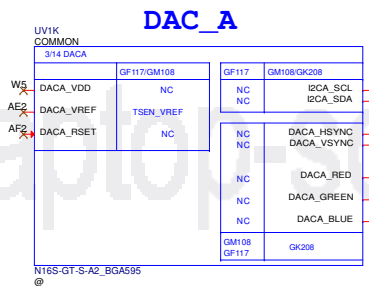 DAC_A
UV1K
COMMON
3/14 DACA
GF117/GM108
GF117
GM108/GK208
W5
DACA_VDD
NC
NC
I2CA_SCL
NC
I2CA_SDA
AE2
DACA_VREF
TSEN_VREF
AF2
DACA_RSET
NC
NC
DACA_HSYNC
NC
DACA_VSYNC
NC
DACA_RED
NC
DACA_GREEN
NC
DACA_BLUE
GM108
GF117
GK208
N16S-GT-S-A2_BGA595
@
laptop-s